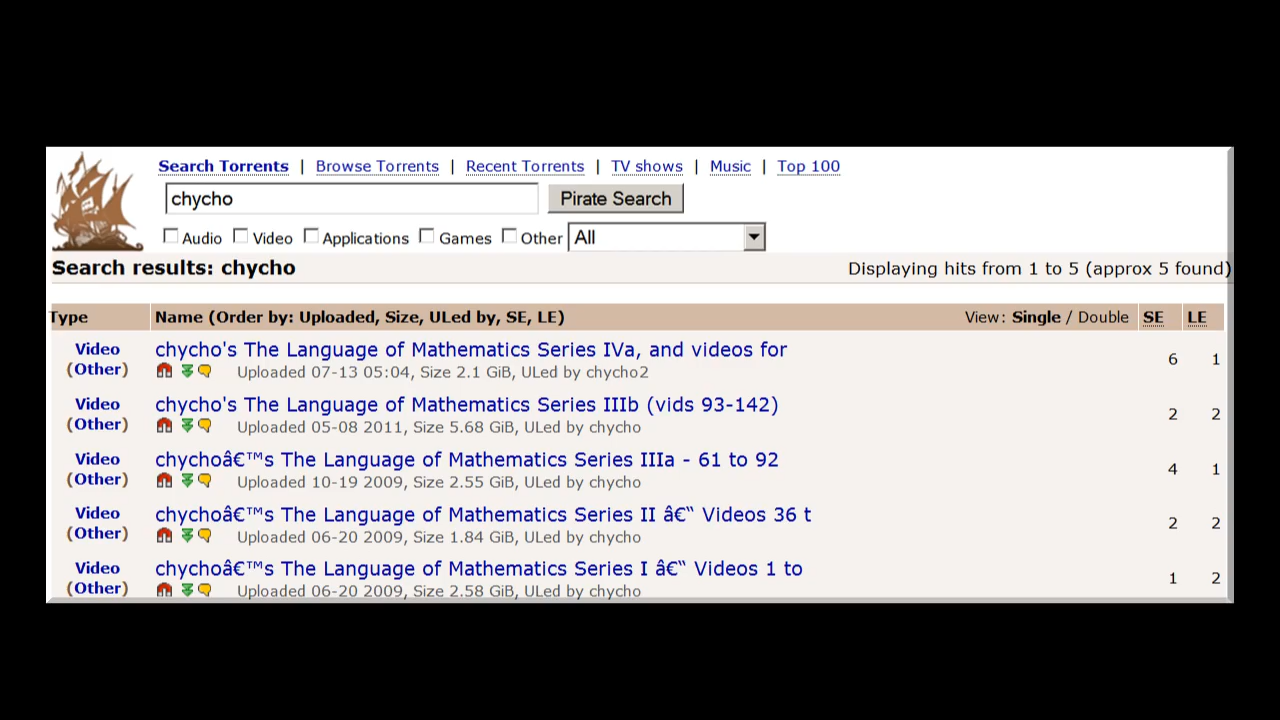 Search Torrents | Browse Torrents | Recent Torrents | TV shows | Music | Top 100
chycho Pirate Search
Audio Video Applications Games Other All
Search results: chycho Displaying hits from 1 to 5 (approx 5 found)
Type Name (Order by: Uploaded, Size, ULed by, SE, LE) View: Single / Double SE LE
Video (Other) chycho's The Language of Mathematics Series IVa, and videos for 6 1
Uploaded 07-13 05:04, Size 2.1 GiB, ULed by chycho2
Video (Other) chycho's The Language of Mathematics Series IIIb (vids 93-142) 2 2
Uploaded 05-08 2011, Size 5.68 GiB, ULed by chycho
Video (Other) chychoâ€™s The Language of Mathematics Series IIIa - 61 to 92 4 1
Uploaded 10-19 2009, Size 2.55 GiB, ULed by chycho
Video (Other) chychoâ€™s The Language of Mathematics Series II â€“ Videos 36 t 2 2
Uploaded 06-20 2009, Size 1.84 GiB, ULed by chycho
Video (Other) chychoâ€™s The Language of Mathematics Series I â€“ Videos 1 to 1 2
Uploaded 06-20 2009, Size 2.58 GiB, ULed by chycho